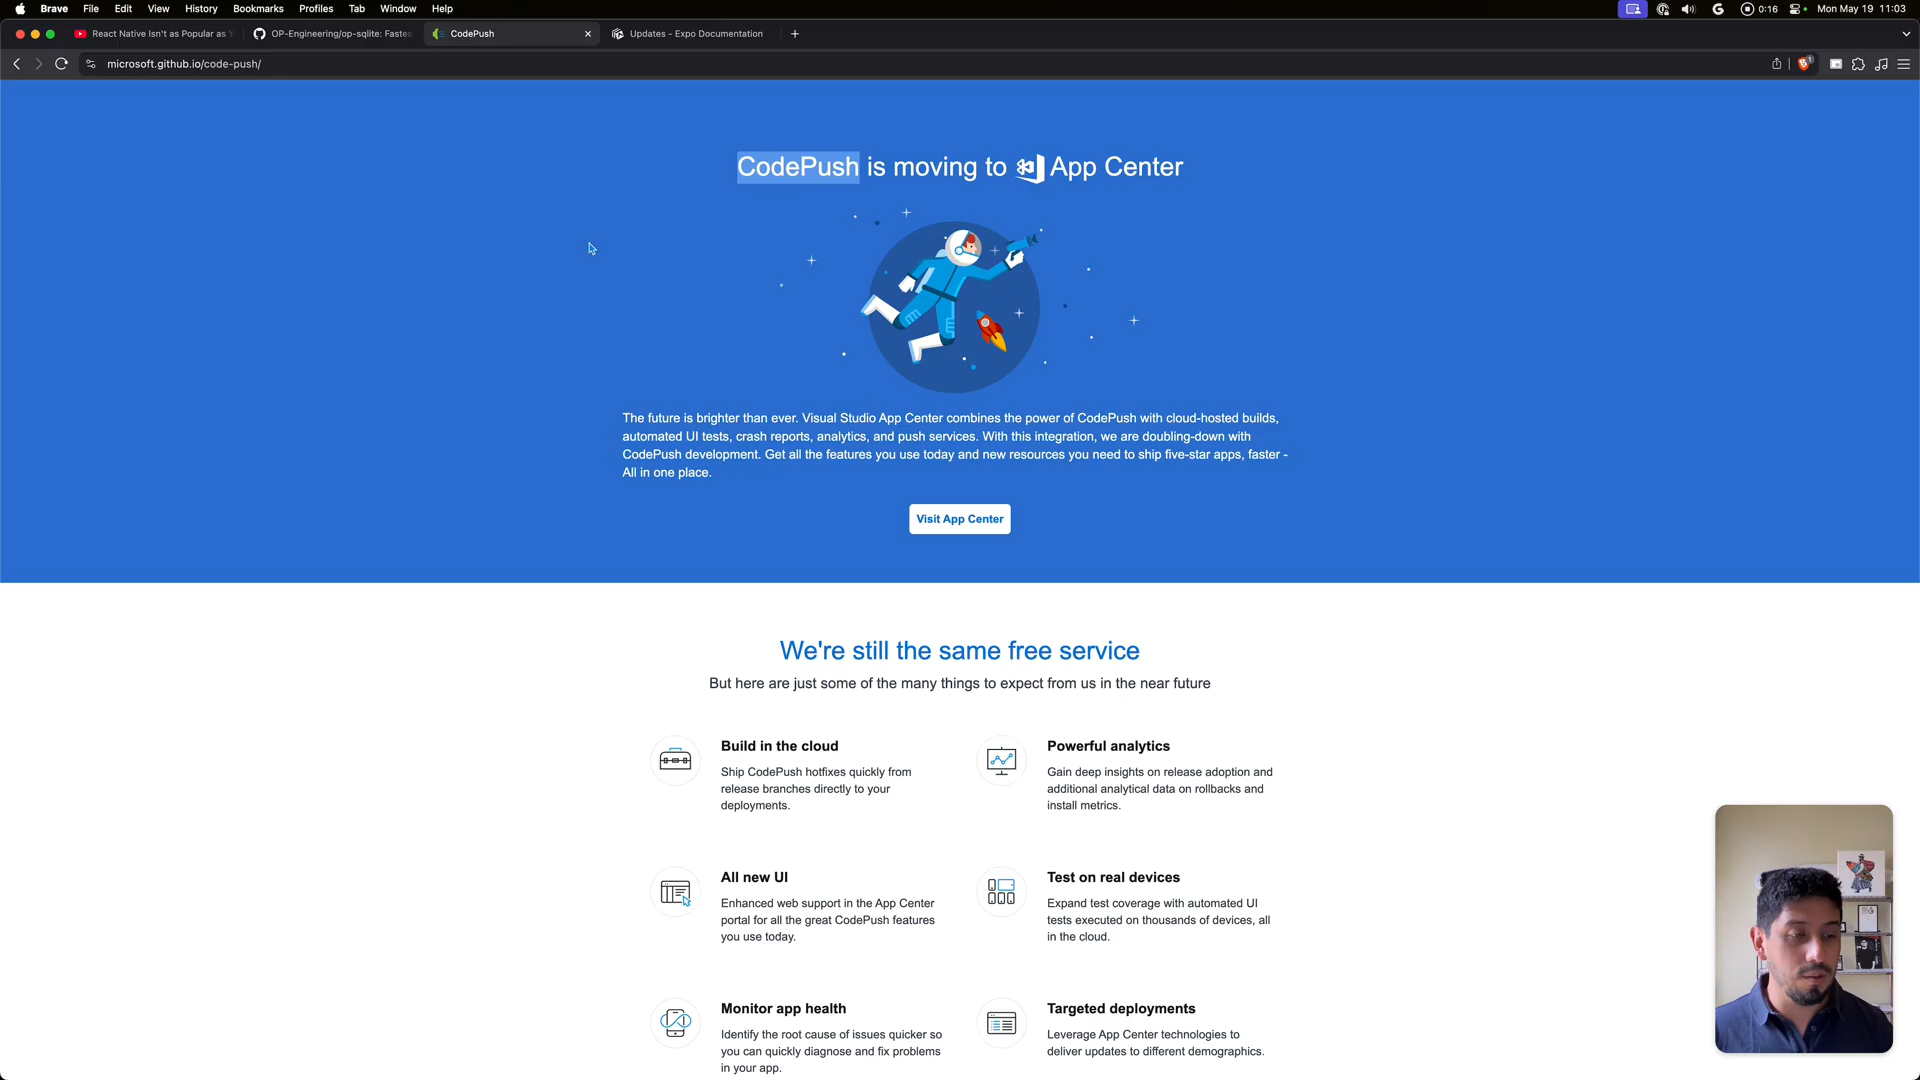 Brave File Edit View History Bookmarks Profiles Tab Window Help 0:16 Mon May 19 11:03
React Native Isn't as Popular as Y OP-Engineering/op-sqlite: Fastes CodePush Updates - Expo Documentation
microsoft.github.io/code-push/
CodePush is moving to App Center
The future is brighter than ever. Visual Studio App Center combines the power of CodePush with cloud-hosted builds,
automated UI tests, crash reports, analytics, and push services. With this integration, we are doubling-down with
CodePush development. Get all the features you use today and new resources you need to ship five-star apps, faster -
All in one place.
Visit App Center
We're still the same free service
But here are just some of the many things to expect from us in the near future
Build in the cloud
Ship CodePush hotfixes quickly from
release branches directly to your
deployments.
Powerful analytics
Gain deep insights on release adoption and
additional analytical data on rollbacks and
install metrics.
All new UI
Enhanced web support in the App Center
portal for all the great CodePush features
you use today.
Test on real devices
Expand test coverage with automated UI
tests executed on thousands of devices, all
in the cloud.
Monitor app health
Identify the root cause of issues quicker so
you can quickly diagnose and fix problems
in your app.
Targeted deployments
Leverage App Center technologies to
deliver updates to different demographics.